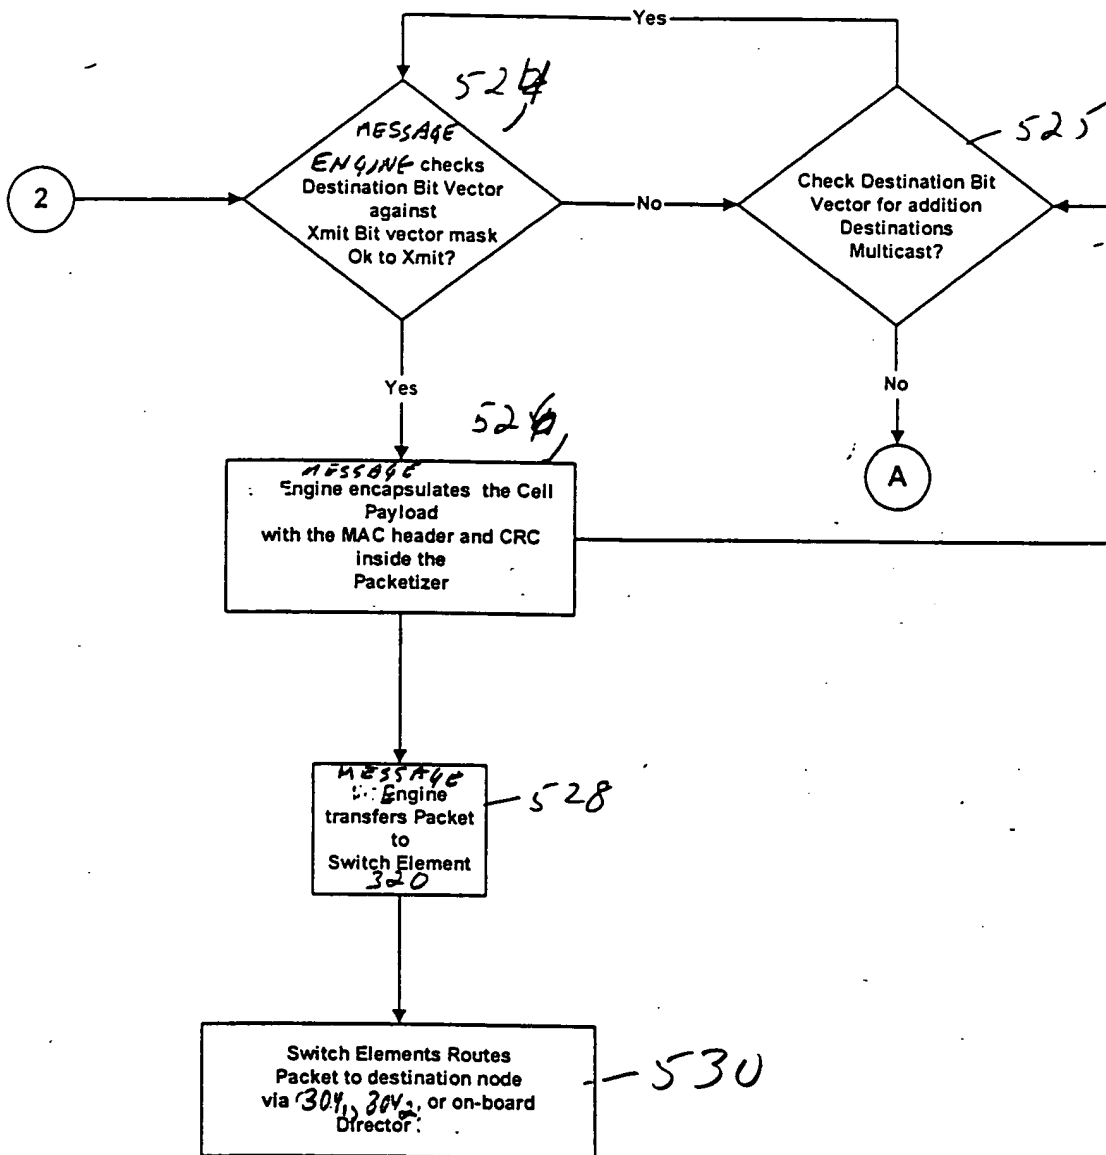 Yes
524
MESSAGE
ENGINE checks
Destination Bit Vector
against
Xmit Bit vector mask
Ok to Xmit?
2
No
525
Check Destination Bit
Vector for addition
Destinations
Multicast?
Yes
No
A
526
MESSAGE
Engine encapsulates the Cell
Payload
with the MAC header and CRC
inside the
Packetizer
MESSAGE
Engine
transfers Packet
to
Switch Element
320
528
Switch Elements Routes
Packet to destination node
via 304₁, 304₂, or on-board
Director
530